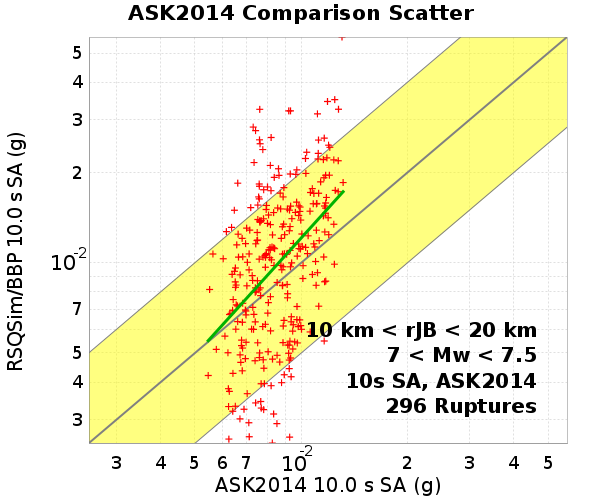 ASK2014 Comparison Scatter
RSQSim/BBP 10.0 s SA (g)
5
4
3
2
10-2
7
5
4
3
10 km < rJB < 20 km
7 < Mw < 7.5
10s SA, ASK2014
296 Ruptures
3 4 5 6 7 10-2 2 3 4 5
ASK2014 10.0 s SA (g)